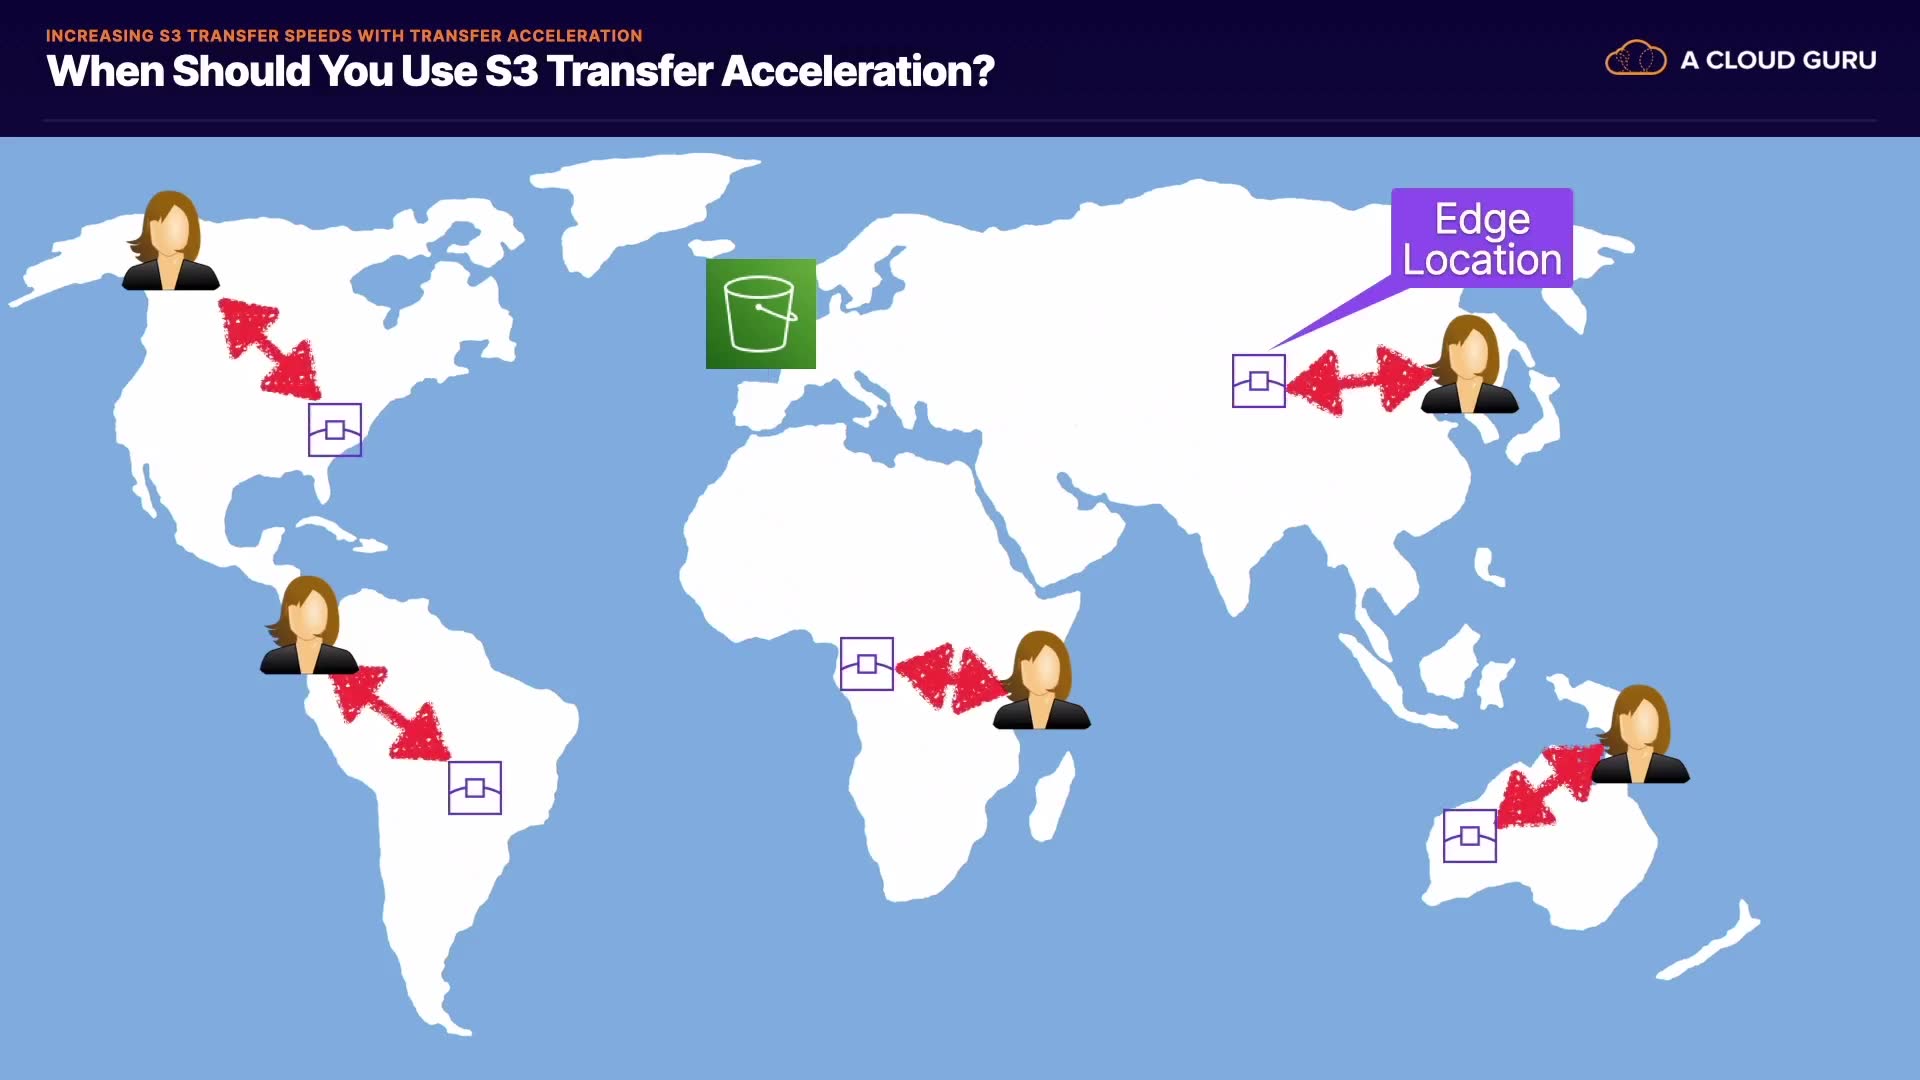 INCREASING S3 TRANSFER SPEEDS WITH TRANSFER ACCELERATION
When Should You Use S3 Transfer Acceleration?
A CLOUD GURU
Edge
Location